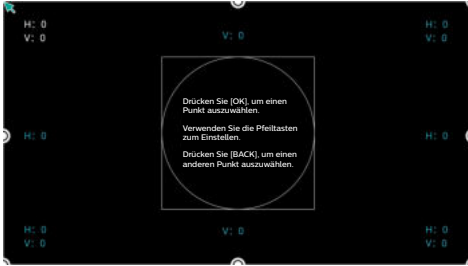 H: 0
V: 0
V: 0
H: 0
V: 0
Drücken Sie [OK], um einen
Punkt auszuwählen.
Verwenden Sie die Pfeiltasten
zum Einstellen.
Drücken Sie [BACK], um einen
anderen Punkt auszuwählen.
H: 0
H: 0
H: 0
V: 0
V: 0
H: 0
V: 0